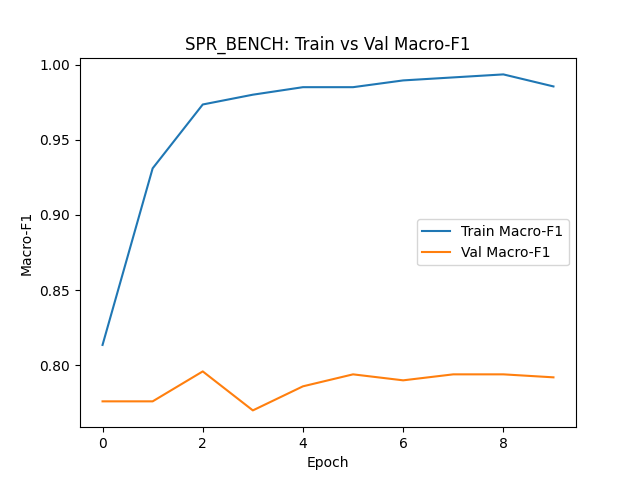 SPR_BENCH: Train vs Val Macro-F1
1.00
0.95
0.90
0.85
0.80
Macro-F1
Train Macro-F1
Val Macro-F1
0 2 4 6 8
Epoch